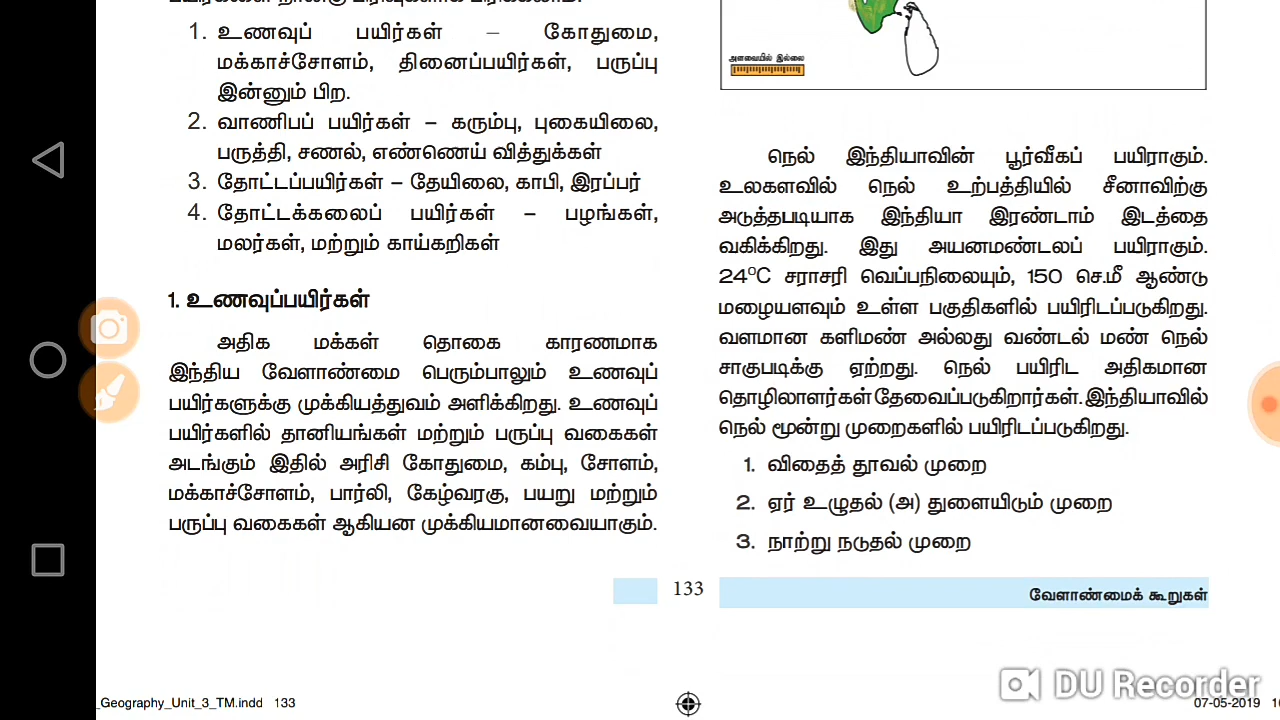 1. உணவுப் பயிர்கள் – கோதுமை,
மக்காச்சோளம், தினைப்பயிர்கள், பருப்பு
இன்னும் பிற.
2. வாணிபப் பயிர்கள் – கரும்பு, புகையிலை,
பருத்தி, சணல், எண்ணெய் வித்துக்கள்
3. தோட்டப்பயிர்கள் – தேயிலை, காபி, இரப்பர்
4. தோட்டக்கலைப் பயிர்கள் – பழங்கள்,
மலர்கள், மற்றும் காய்கறிகள்
1. உணவுப்பயிர்கள்
அதிக மக்கள் தொகை காரணமாக
இந்திய வேளாண்மை பெரும்பாலும் உணவுப்
பயிர்களுக்கு முக்கியத்துவம் அளிக்கிறது. உணவுப்
பயிர்களில் தானியங்கள் மற்றும் பருப்பு வகைகள்
அடங்கும் இதில் அரிசி கோதுமை, கம்பு, சோளம்,
மக்காச்சோளம், பார்லி, கேழ்வரகு, பயறு மற்றும்
பருப்பு வகைகள் ஆகியன முக்கியமானவையாகும்.
அளவையில் இல்லை
நெல் இந்தியாவின் பூர்வீகப் பயிராகும்.
உலகளவில் நெல் உற்பத்தியில் சீனாவிற்கு
அடுத்தபடியாக இந்தியா இரண்டாம் இடத்தை
வகிக்கிறது. இது அயனமண்டலப் பயிராகும்.
24°C சராசரி வெப்பநிலையும், 150 செ.மீ ஆண்டு
மழையளவும் உள்ள பகுதிகளில் பயிரிடப்படுகிறது.
வளமான களிமண் அல்லது வண்டல் மண் நெல்
சாகுபடிக்கு ஏற்றது. நெல் பயிரிட அதிகமான
தொழிலாளர்கள் தேவைப்படுகிறார்கள். இந்தியாவில்
நெல் மூன்று முறைகளில் பயிரிடப்படுகிறது.
1. விதைத் தூவல் முறை
2. ஏர் உழுதல் (அ) துளையிடும் முறை
3. நாற்று நடுதல் முறை
133
வேளாண்மைக் கூறுகள்
_Geography_Unit_3_TM.indd 133
07-05-2019
DU Recorder